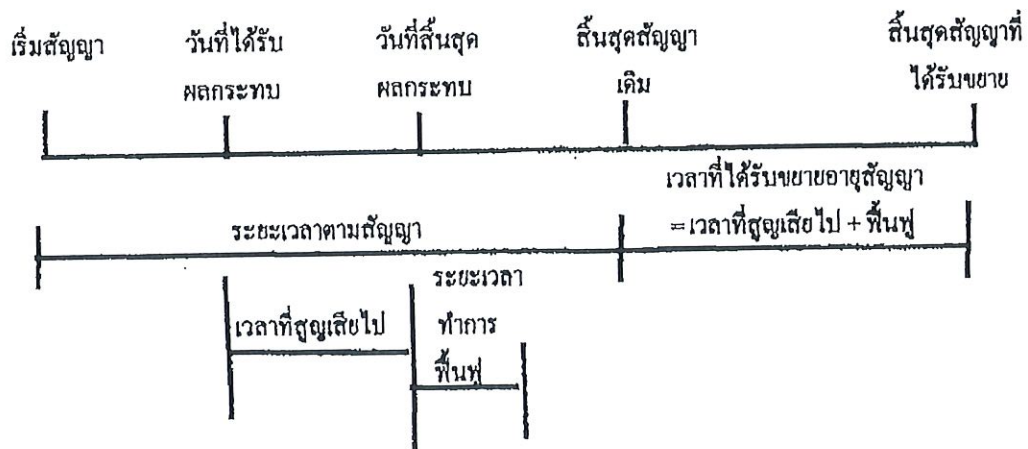 เริ่มสัญญา
วันที่ได้รับ
ผลกระทบ
วันที่สิ้นสุด
ผลกระทบ
สิ้นสุดสัญญา
เดิม
สิ้นสุดสัญญาที่
ได้รับขยาย
เวลาที่ได้รับขยายอายุสัญญา
=เวลาที่สูญเสียไป + ฟื้นฟู
ระยะเวลาตามสัญญา
เวลาที่สูญเสียไป
ระยะเวลา
ทำการ
ฟื้นฟู